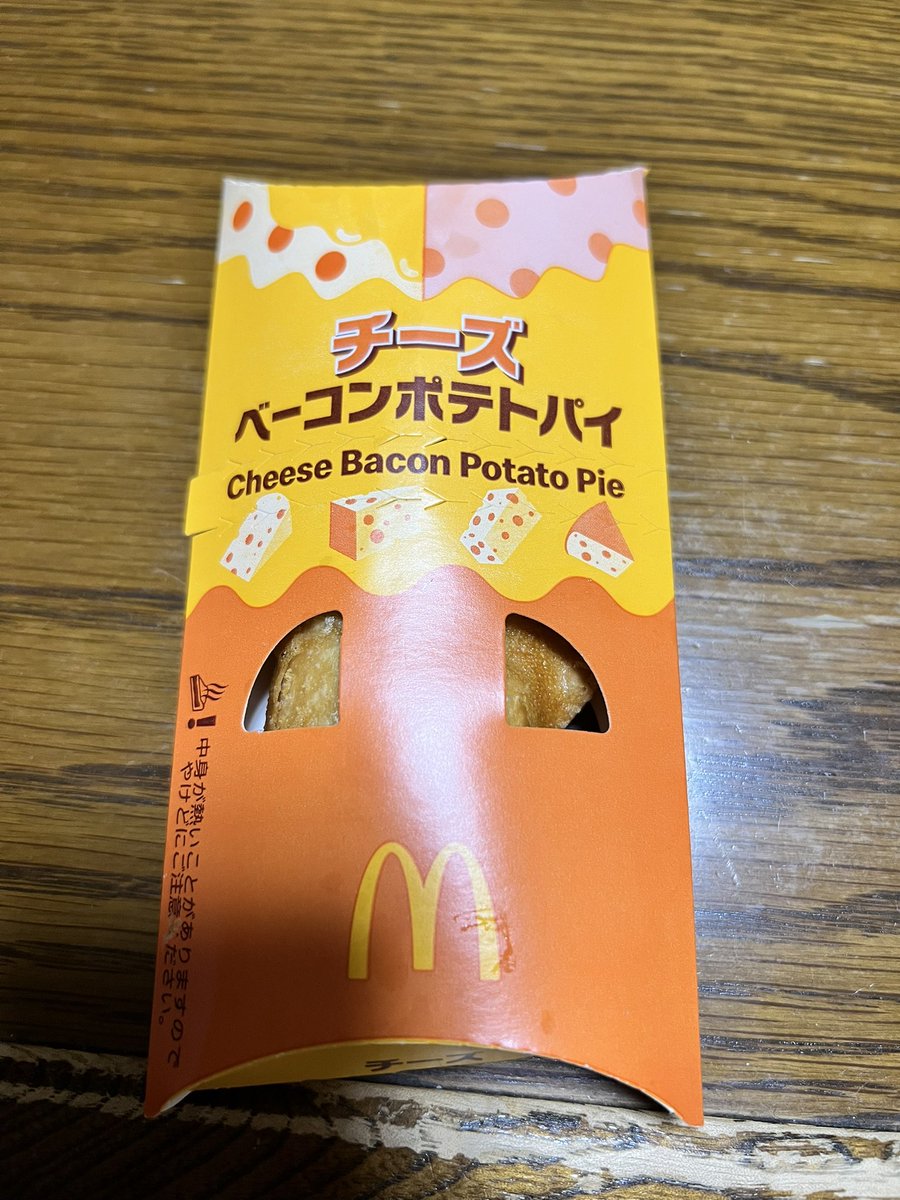 チーズ
ベーコンポテトパイ
Cheese Bacon Potato Pie
中身が熱いことがありますので
やけどにご注意ください。
チーズ